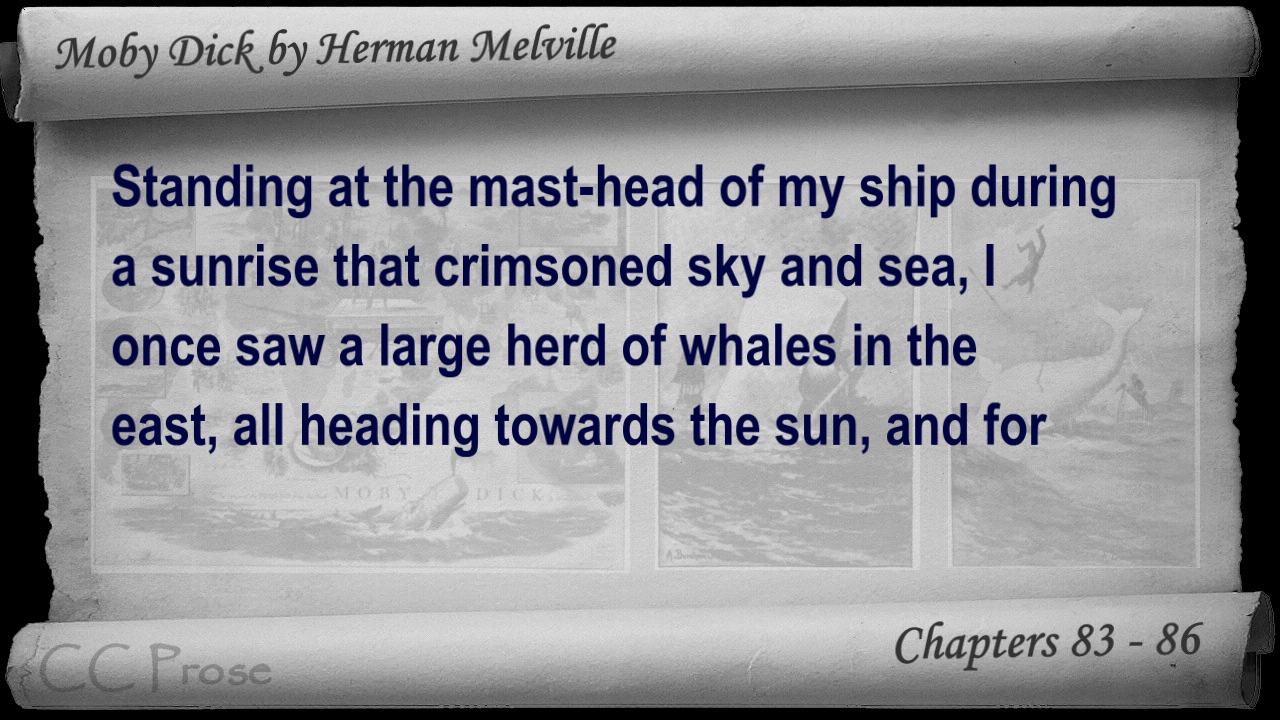 Moby Dick by Herman Melville
Standing at the mast-head of my ship during
a sunrise that crimsoned sky and sea, I
once saw a large herd of whales in the
east, all heading towards the sun, and for
MOBY DICK
Chapters 83 - 86
CC Prose